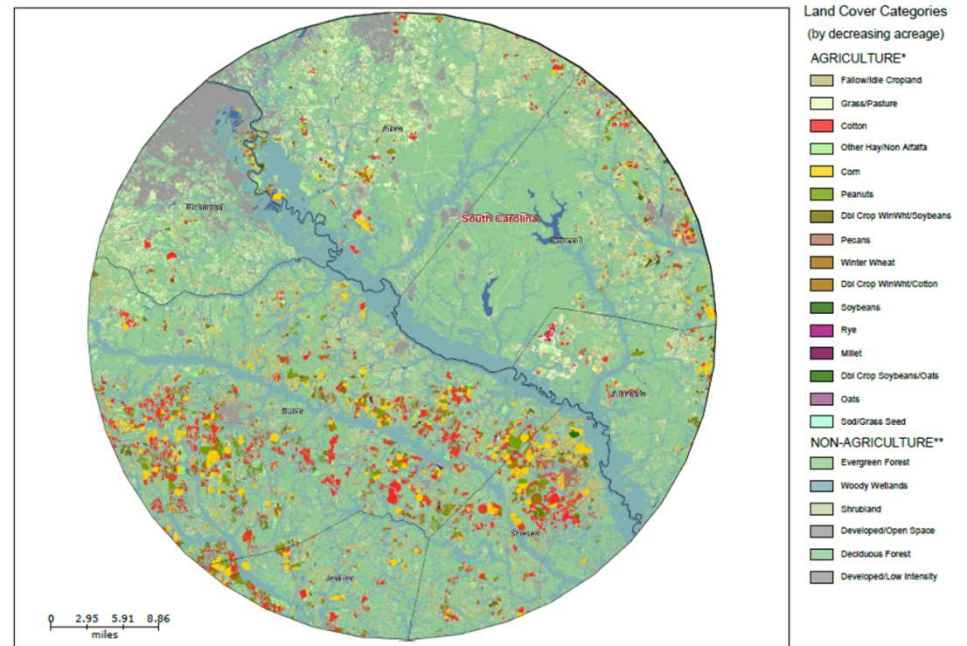 Land Cover Categories
(by decreasing acreage)
AGRICULTURE*
Fallow/Idle Cropland
Grass/Pasture
Cotton
Other Hay/Non Alfalfa
Corn
Peanuts
Dbl Crop WinWht/Soybeans
Pecans
Winter Wheat
Dbl Crop WinWht/Cotton
Soybeans
Rye
Millet
Dbl Crop Soybeans/Oats
Oats
Sod/Grass Seed
NON-AGRICULTURE**
Evergreen Forest
Woody Wetlands
Shrubland
Developed/Open Space
Deciduous Forest
Developed/Low Intensity
Aiken
Richmond
South Carolina
Barnwell
Allendale
Burke
Screven
Jenkins
0 2.95 5.91 8.86
miles